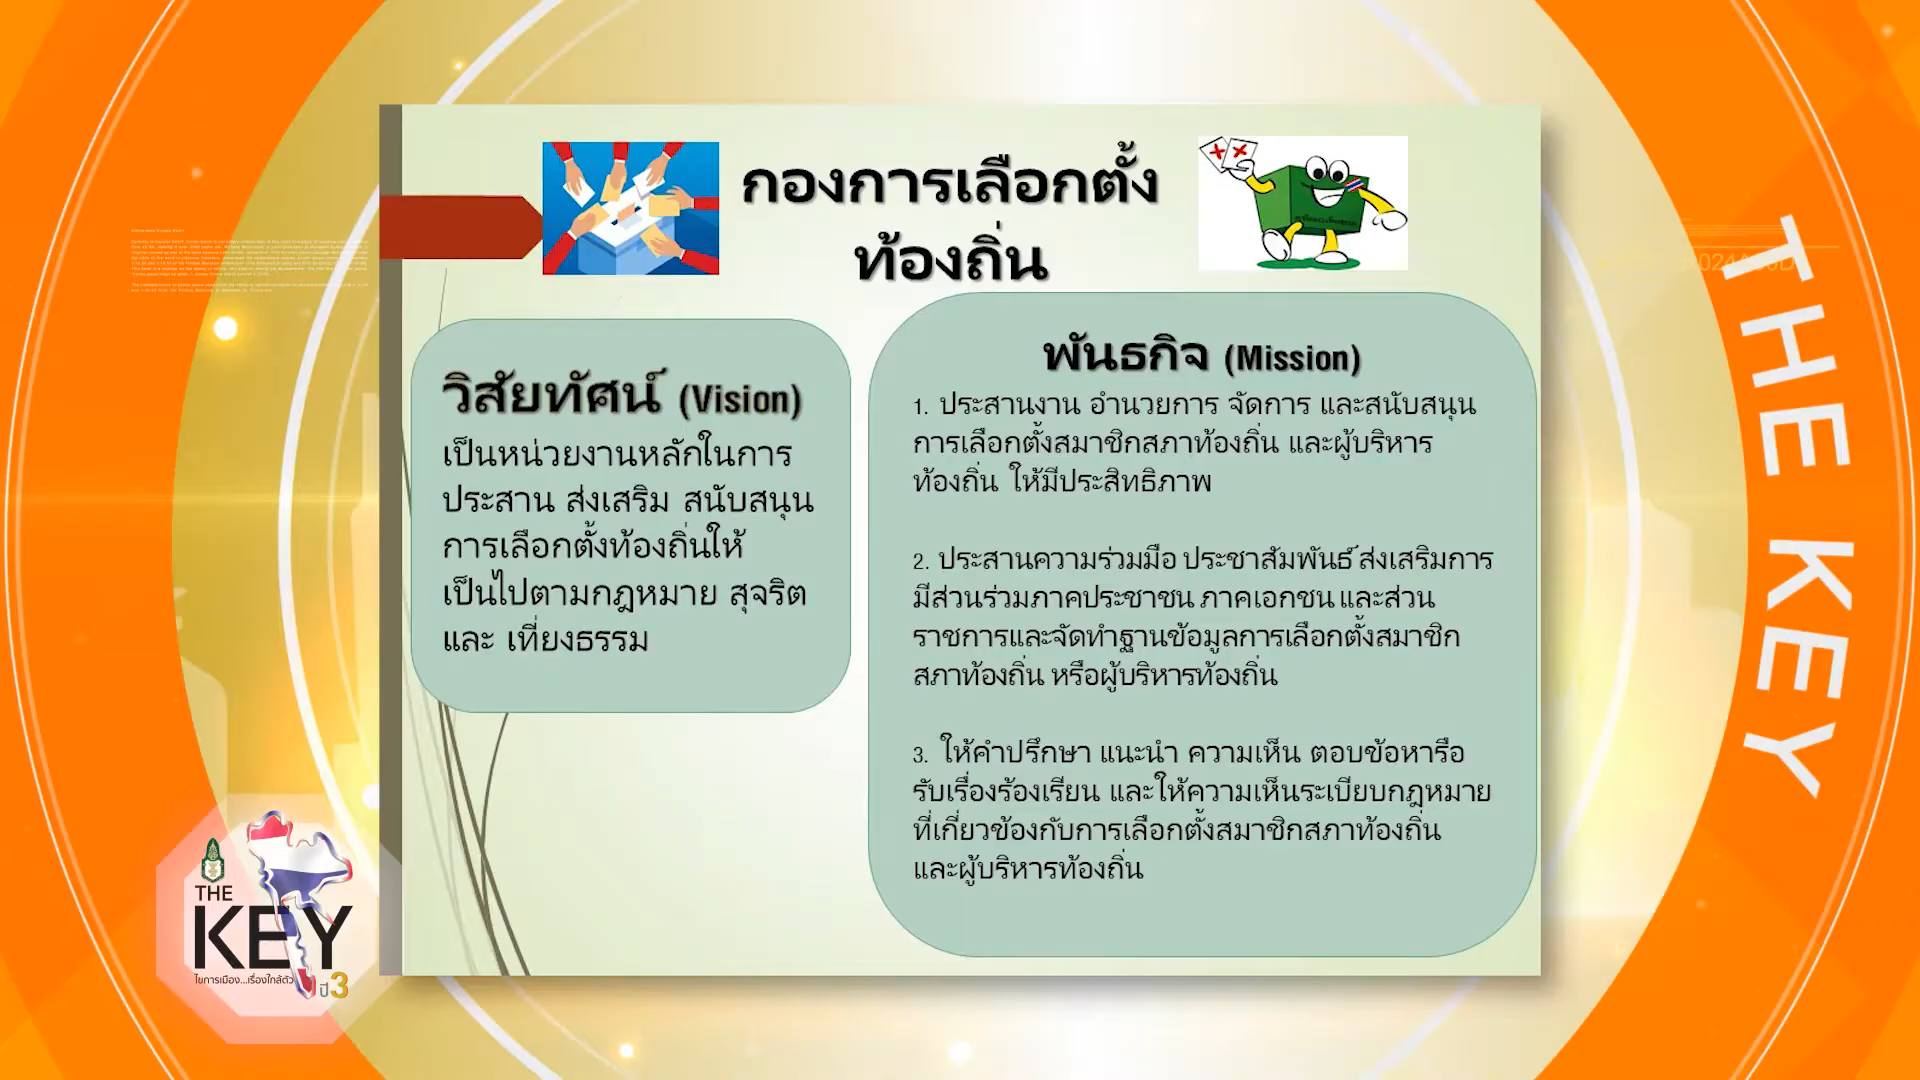 กองการเลือกตั้ง
ท้องถิ่น
วิสัยทัศน์ (Vision)
เป็นหน่วยงานหลักในการ
ประสาน ส่งเสริม สนับสนุน
การเลือกตั้งท้องถิ่นให้
เป็นไปตามกฎหมาย สุจริต
และ เที่ยงธรรม
พันธกิจ (Mission)
1. ประสานงาน อำนวยการ จัดการ และสนับสนุน
การเลือกตั้งสมาชิกสภาท้องถิ่น และผู้บริหาร
ท้องถิ่น ให้มีประสิทธิภาพ
2. ประสานความร่วมมือ ประชาสัมพันธ์ ส่งเสริมการ
มีส่วนร่วมภาคประชาชน ภาคเอกชน และส่วน
ราชการและจัดทำฐานข้อมูลการเลือกตั้งสมาชิก
สภาท้องถิ่น หรือผู้บริหารท้องถิ่น
3. ให้คำปรึกษา แนะนำ ความเห็น ตอบข้อหารือ
รับเรื่องร้องเรียน และให้ความเห็นระเบียบกฎหมาย
ที่เกี่ยวข้องกับการเลือกตั้งสมาชิกสภาท้องถิ่น
และผู้บริหารท้องถิ่น
THE KEY
THE
KEY
ไขการเมือง...เรื่องใกล้ตัว
ปี 3